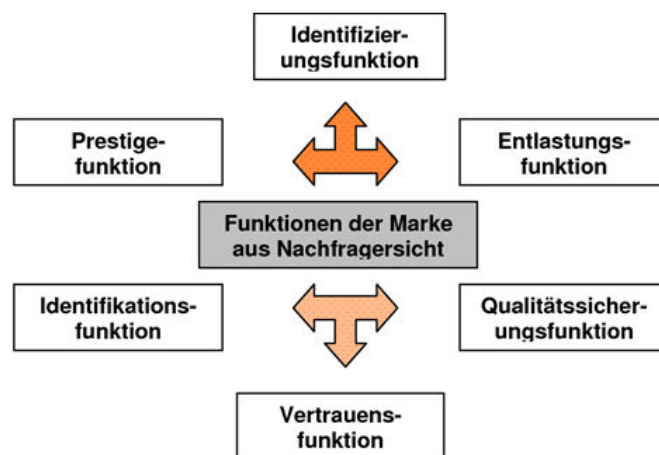 Identifizier-
ungsfunktion
Prestige-
funktion
Entlastungs-
funktion
Funktionen der Marke
aus Nachfragersicht
Identifikations-
funktion
Qualitätssicher-
ungsfunktion
Vertrauens-
funktion